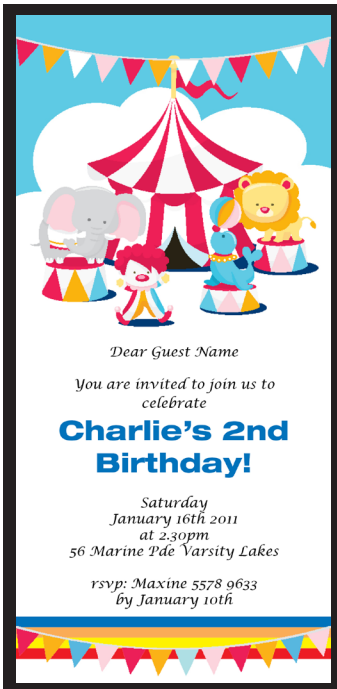 Dear Guest Name
You are invited to join us to
celebrate
Charlie's 2nd
Birthday!
Saturday
January 16th 2011
at 2.30pm
56 Marine Pde Varsity Lakes
rsvp: Maxine 5578 9633
by January 10th